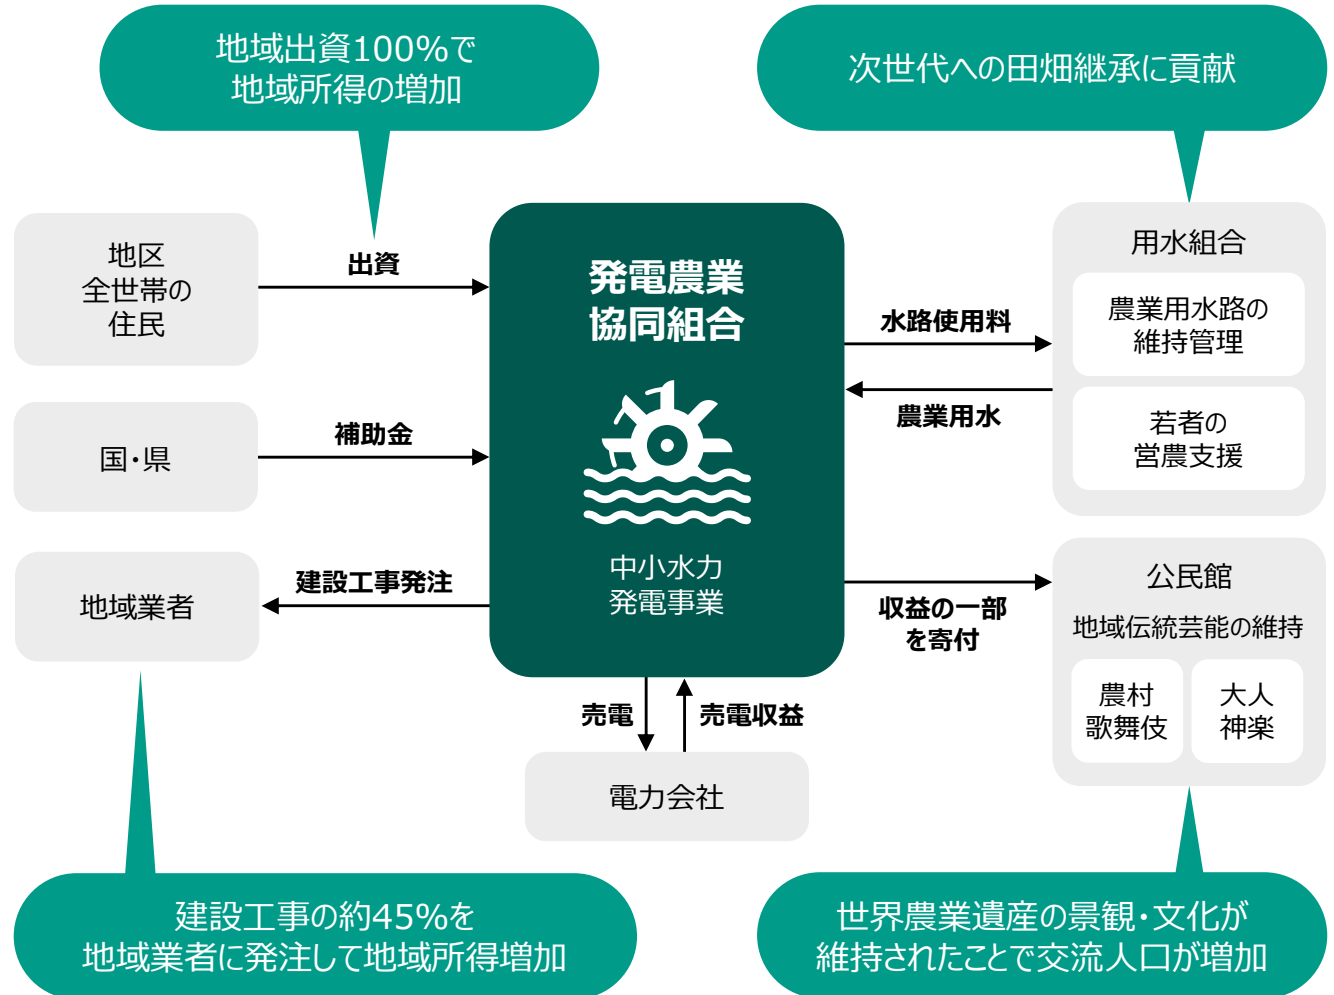 地域出資100%で
地域所得の増加
次世代への田畑継承に貢献
地区
全世帯の
住民
出資
国・県
補助金
地域業者
建設工事発注
発電農業
協同組合
中小水力
発電事業
水路使用料
農業用水
用水組合
農業用水路の
維持管理
若者の
営農支援
収益の一部
を寄付
公民館
地域伝統芸能の維持
農村
歌舞伎
大人
神楽
売電
売電収益
電力会社
建設工事の約45%を
地域業者に発注して地域所得増加
世界農業遺産の景観・文化が
維持されたことで交流人口が増加